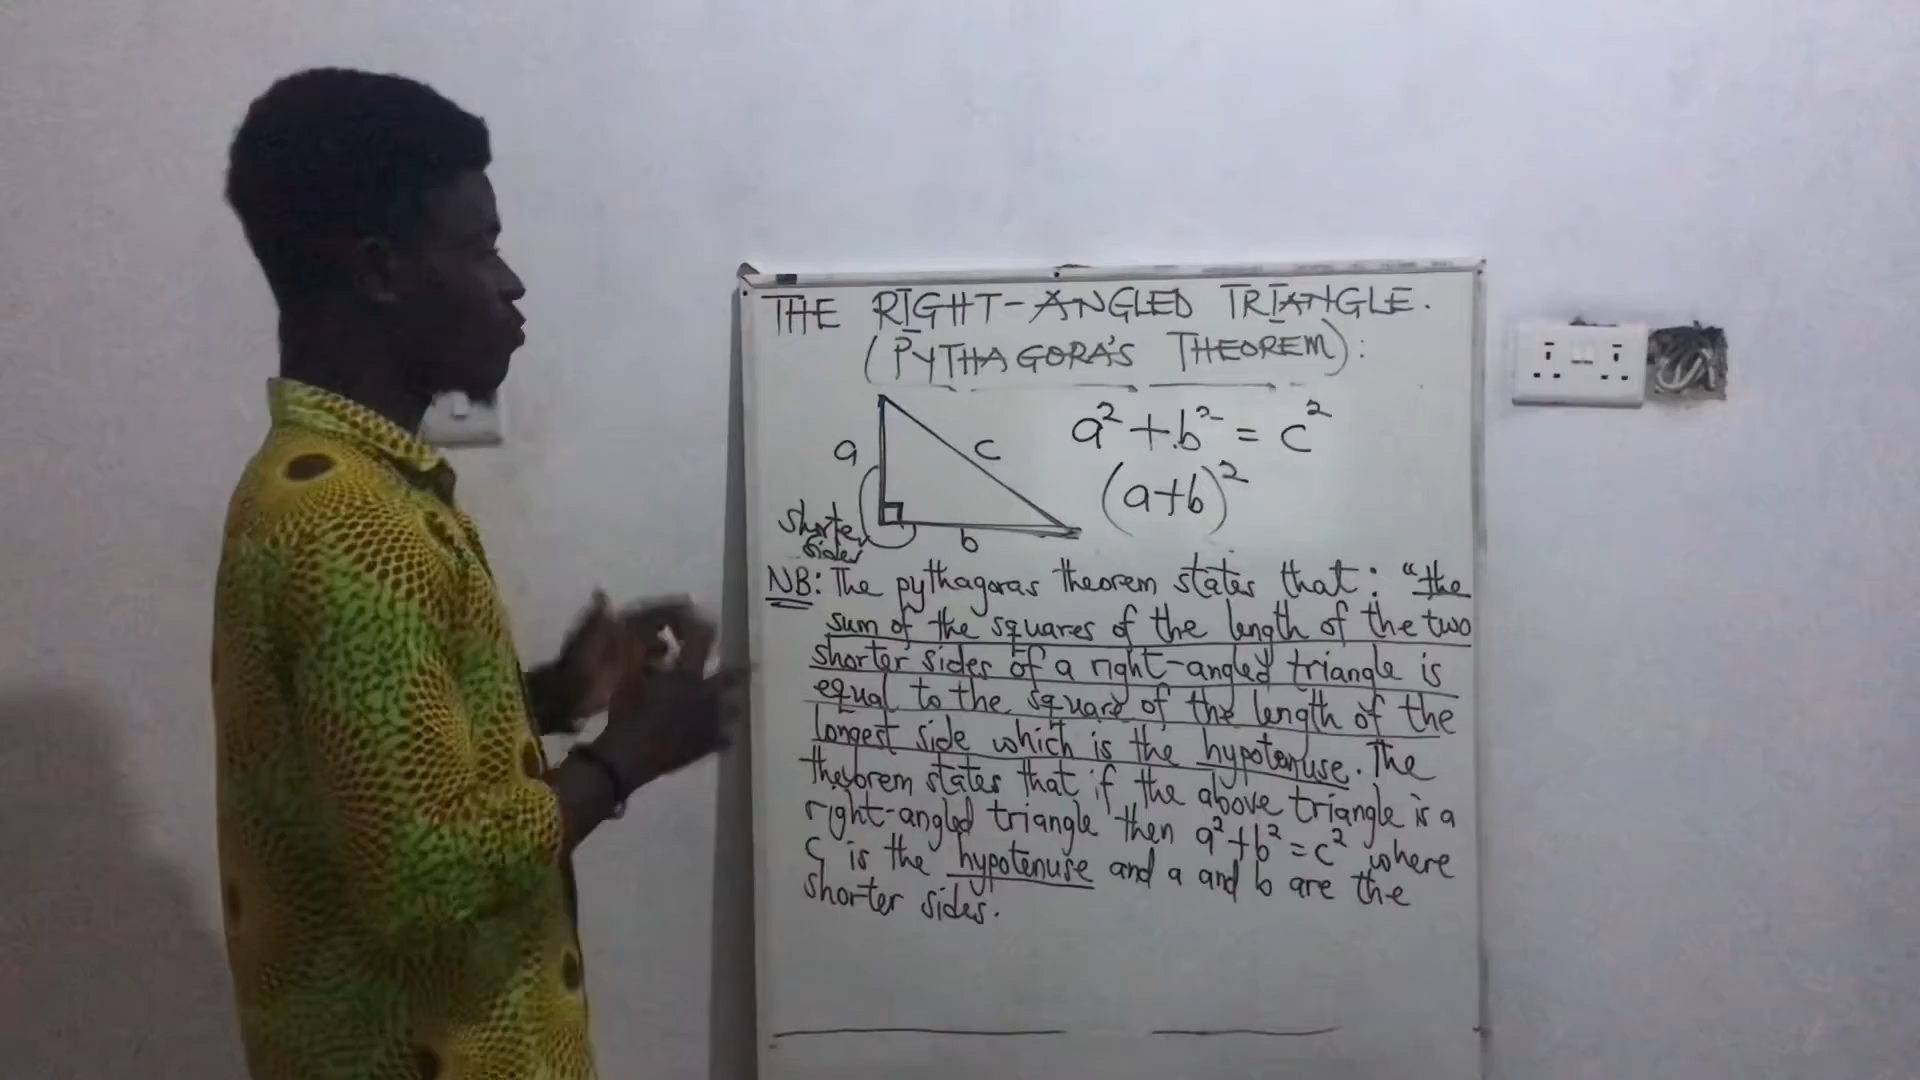 THE RIGHT-ANGLED TRIANGLE.
(PYTHAGORA'S THEOREM):
a
c
b
shorter
sides
a² + b² = c²
(a+b)²
NB: The pythagoras theorem states that: "the
sum of the squares of the length of the two
shorter sides of a right-angled triangle is
equal to the square of the length of the
longest side which is the hypotenuse. The
theorem states that if the above triangle is a
right-angled triangle then a²+b²=c² where
C is the hypotenuse and a and b are the
shorter sides.